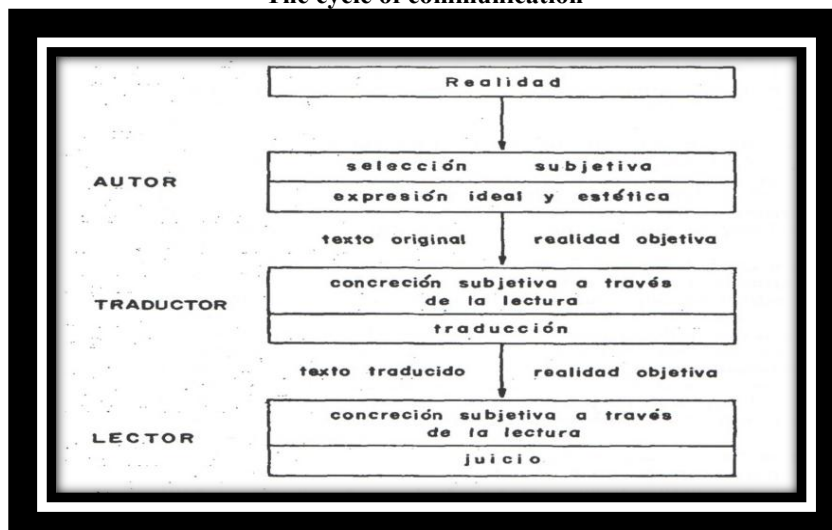 The cycle of communication
Realidad
AUTOR
selección subjetiva
expresión ideal y estética
texto original realidad objetiva
TRADUCTOR
concreción subjetiva a través
de la lectura
traducción
texto traducido realidad objetiva
LECTOR
concreción subjetiva a través
de la lectura
juicio